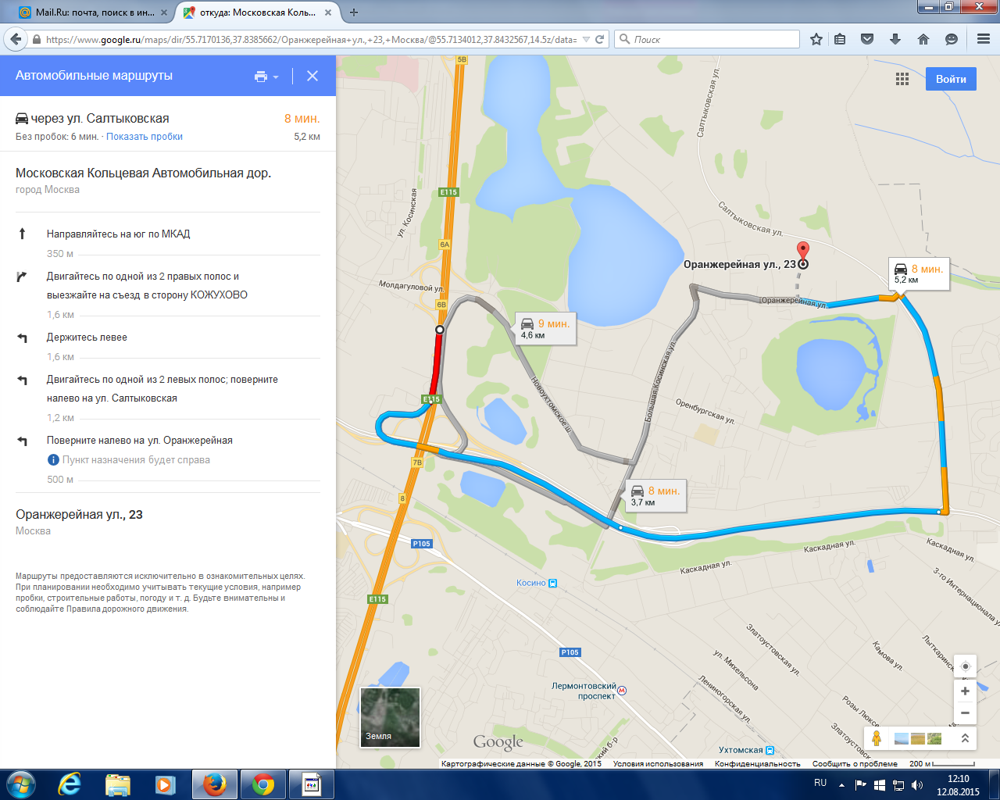 Mail.Ru: почта, поиск в ин...
откуда: Московская Коль...
https://www.google.ru/maps/dir/55.7170136,37.8385662/Оранжерейная+ул.,+23,+Москва/@55.7134012,37.8432567,14.5z/data=
Поиск
Автомобильные маршруты
через ул. Салтыковская
8 мин.
Без пробок: 6 мин. · Показать пробки
5,2 км
Московская Кольцевая Автомобильная дор.
город Москва
Направляйтесь на юг по МКАД
350 м
Двигайтесь по одной из 2 правых полос и
выезжайте на съезд в сторону КОЖУХОВО
1,6 км
Держитесь левее
1,6 км
Двигайтесь по одной из 2 левых полос; поверните
налево на ул. Салтыковская
1,2 км
Поверните налево на ул. Оранжерейная
Пункт назначения будет справа
500 м
Оранжерейная ул., 23
Москва
Маршруты предоставляются исключительно в ознакомительных целях.
При планировании необходимо учитывать текущие условия, например
пробки, строительные работы, погоду и т. д. Будьте внимательны и
соблюдайте Правила дорожного движения.
Войти
5В
Салтыковская ул.
E115
ул. Косинская
Салтыковская ул.
6А
Оранжерейная ул., 23
8 мин.
5,2 км
Молдагуловой ул.
6В
Оранжерейная ул.
9 мин.
4,6 км
Новоухтомское ш.
Большая Косинская ул.
E115
Оренбургская ул.
7В
8 мин.
3,7 км
8
P105
Каскадная ул.
Каскадная ул.
Каскадная ул.
3-го Интернационала ул.
Косино
E115
P105
Златоустовская ул.
ул. Михельсона
Камова ул.
Лыткаринск
Лермонтовский
проспект
Лениногорская ул.
Розы Люксе
Златоустовс
Ухтомская
Земля
Google
Картографические данные © Google, 2015
Условия использования
Конфиденциальность
Сообщить о проблеме
200 м
RU
12:10
12.08.2015